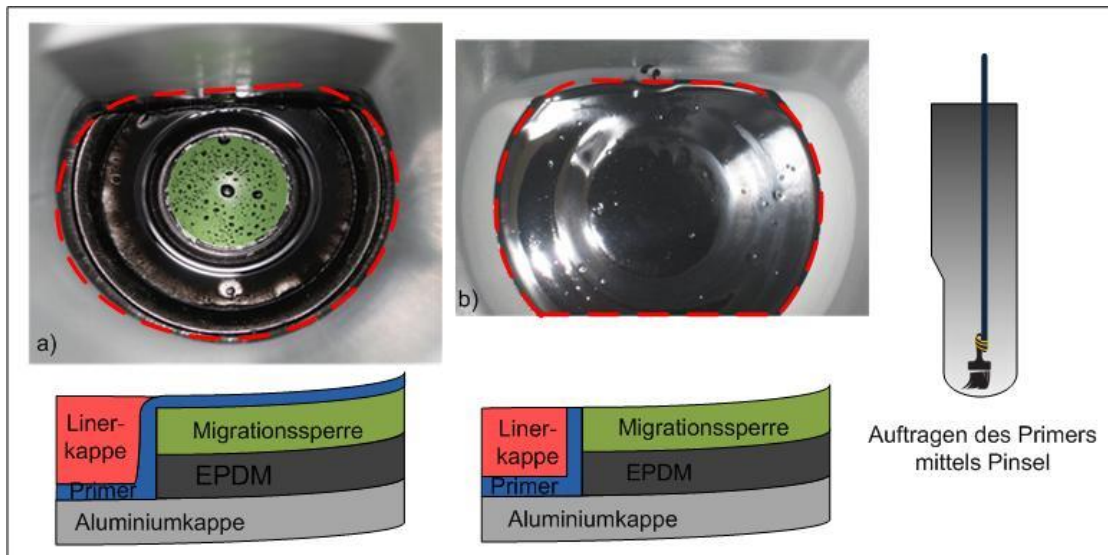 a)
b)
Liner-
kappe
Primer
Migrationssperre
EPDM
Aluminiumkappe
Liner-
kappe
Primer
Migrationssperre
EPDM
Aluminiumkappe
Auftragen des Primers
mittels Pinsel